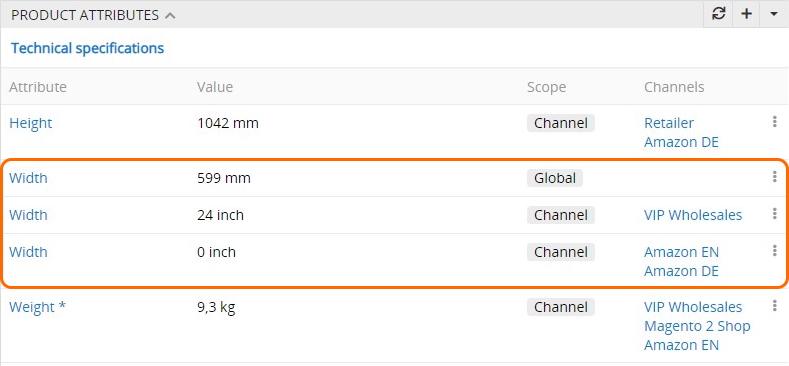 PRODUCT ATTRIBUTES
Technical specifications
Attribute Value Scope Channels
Height 1042 mm Channel Retailer
Amazon DE
Width 599 mm Global
Width 24 inch Channel VIP Wholesales
Width 0 inch Channel Amazon EN
Amazon DE
Weight * 9,3 kg Channel VIP Wholesales
Magento 2 Shop
Amazon EN